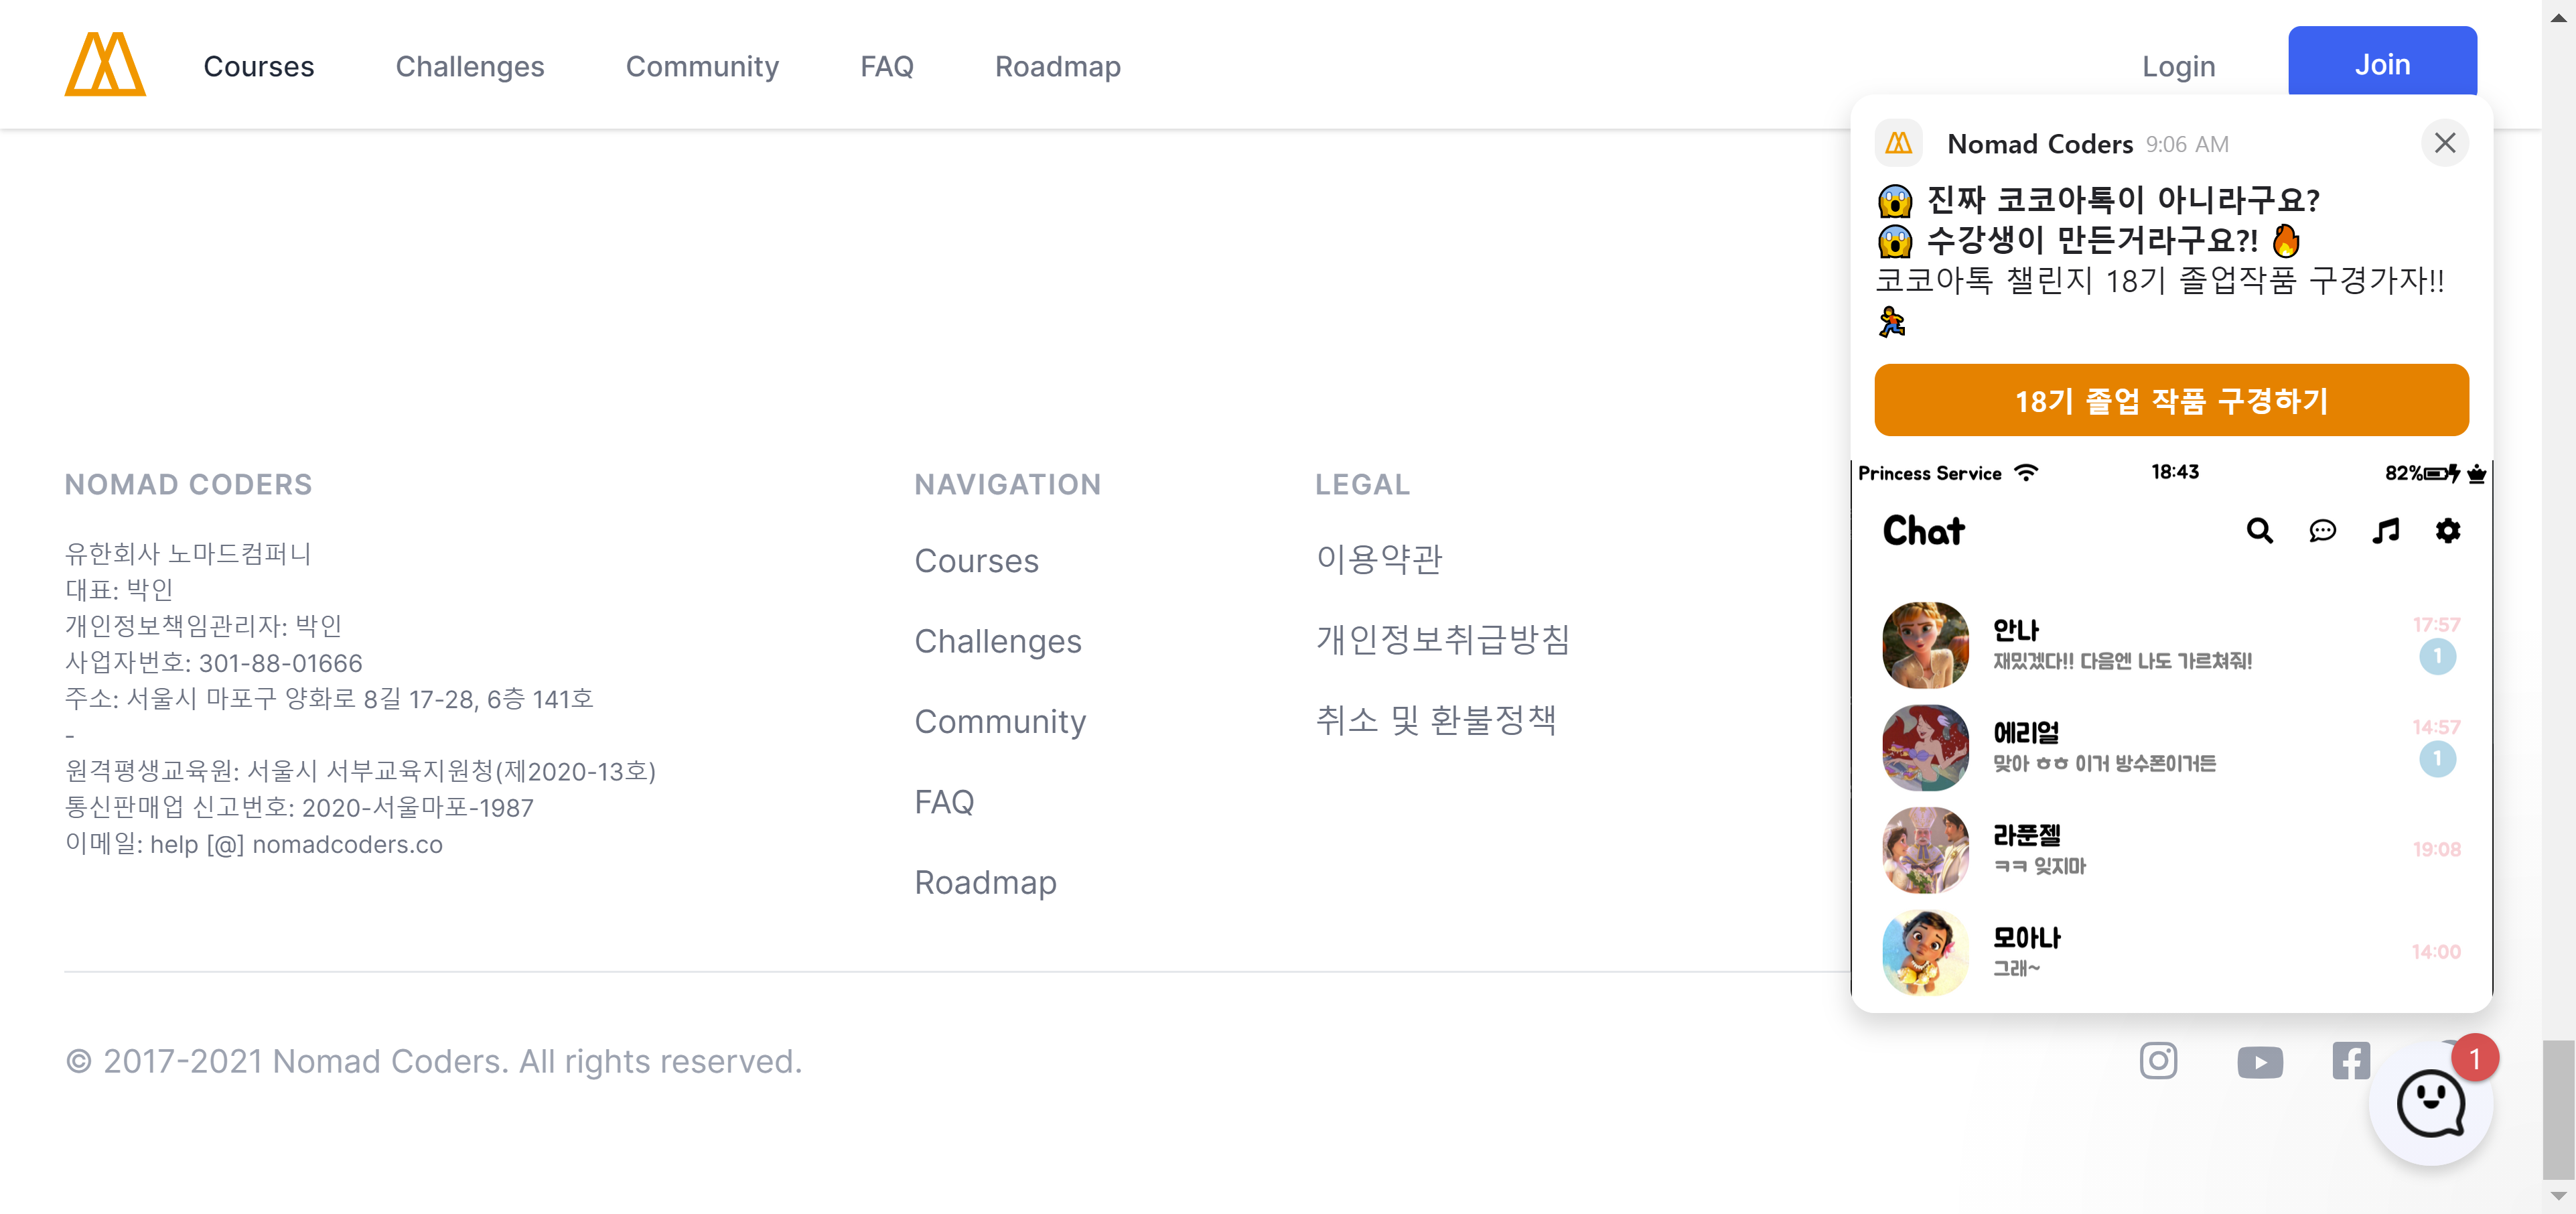 Courses
Challenges
Community
FAQ
Roadmap
Login
Join
Nomad Coders 9:06 AM
😱 진짜 코코아톡이 아니라구요?
😱 수강생이 만든거라구요?! 🔥
코코아톡 챌린지 18기 졸업작품 구경가자!!
🏃
18기 졸업 작품 구경하기
Princess Service
18:43
82%
Chat
안나
17:57
재밌겠다!! 다음엔 나도 가르쳐줘!
1
에리얼
14:57
맞아 ㅎㅎ 이거 방수폰이거든
1
라푼젤
ㅋㅋ 잊지마
19:08
모아나
그래~
14:00
NOMAD CODERS
유한회사 노마드컴퍼니
대표: 박인
개인정보책임관리자: 박인
사업자번호: 301-88-01666
주소: 서울시 마포구 양화로 8길 17-28, 6층 141호
-
원격평생교육원: 서울시 서부교육지원청(제2020-13호)
통신판매업 신고번호: 2020-서울마포-1987
이메일: help [@] nomadcoders.co
NAVIGATION
Courses
Challenges
Community
FAQ
Roadmap
LEGAL
이용약관
개인정보취급방침
취소 및 환불정책
© 2017-2021 Nomad Coders. All rights reserved.
1